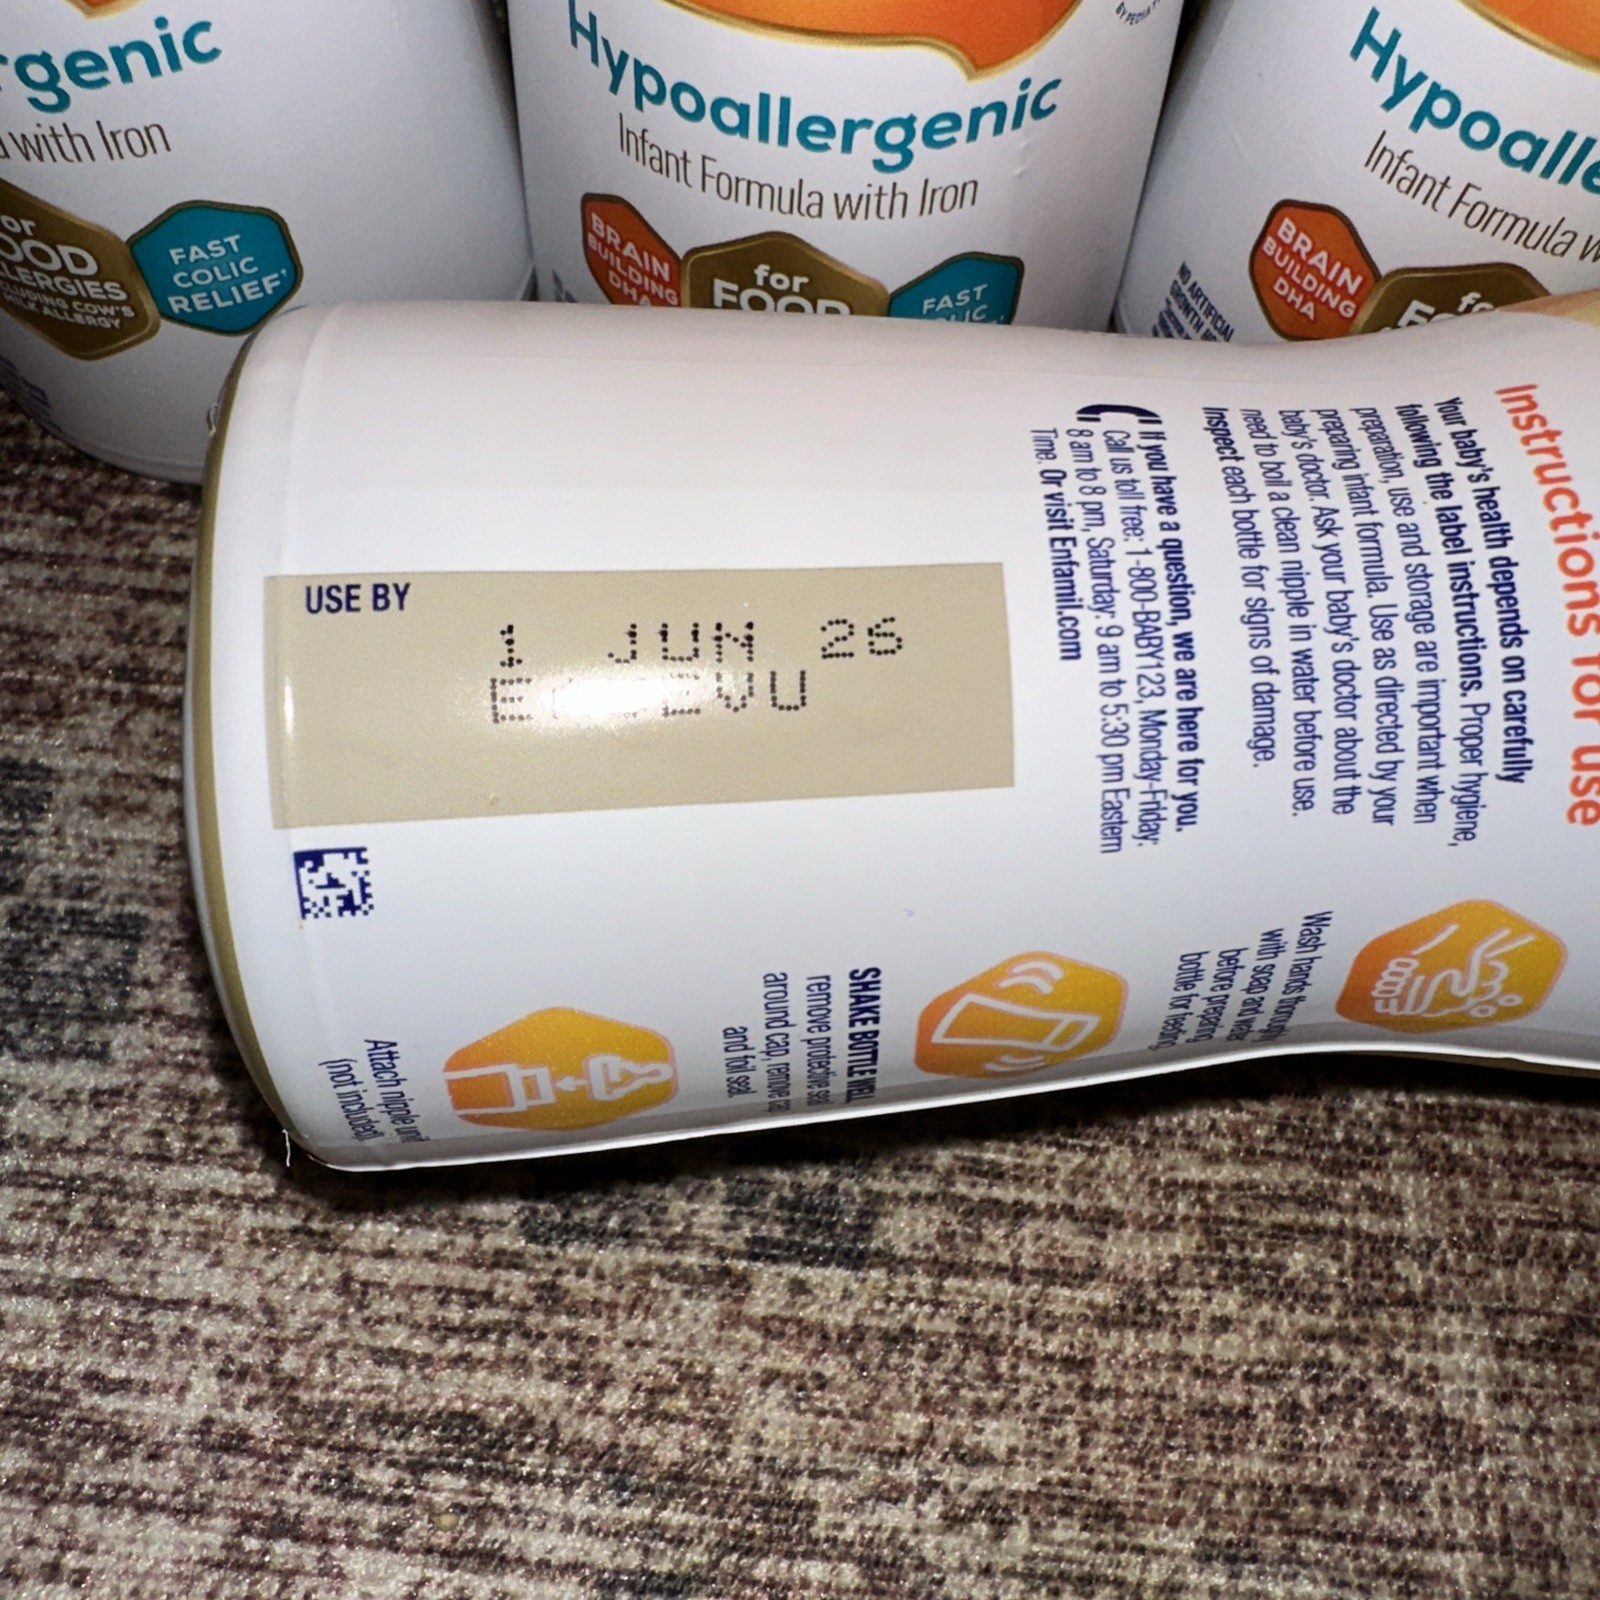 rgenic
with Iron
FOOD
ALLERGIES
FAST
COLIC
RELIEF†
Hypoallergenic
Infant Formula with Iron
BRAIN
BUILDING
DHA
for
FOOD
FAST
Hypoalle
Infant Formula w
BRAIN
BUILDING
DHA
NO ARTIFICIAL
Instructions for use
Your baby's health depends on carefully
following the label instructions. Proper hygiene,
preparation, use and storage are important when
preparing infant formula. Use as directed by your
baby's doctor. Ask your baby's doctor about the
need to boil a clean nipple in water before use.
Inspect each bottle for signs of damage.
If you have a question, we are here for you.
Call us toll free: 1-800-BABY123, Monday-Friday:
8 am to 8 pm, Saturday: 9 am to 5:30 pm Eastern
Time. Or visit Enfamil.com
USE BY
1 JUN 26
Wash hands thoroughly
with soap and water
before preparing
bottle for feeding
SHAKE BOTTLE WELL
remove protective seal
around cap, remove cap
and foil seal
Attach nipple unit
(not included)